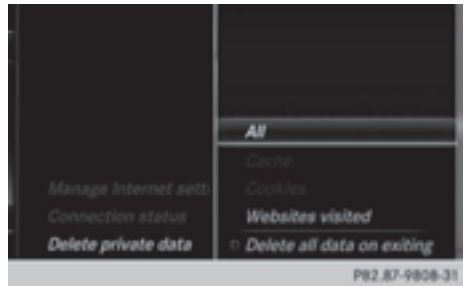 All
Cache
Cookies
Manage Internet setti
Connection status
Websites visited
Delete private data
Delete all data on exiting
P82.87-9808-31